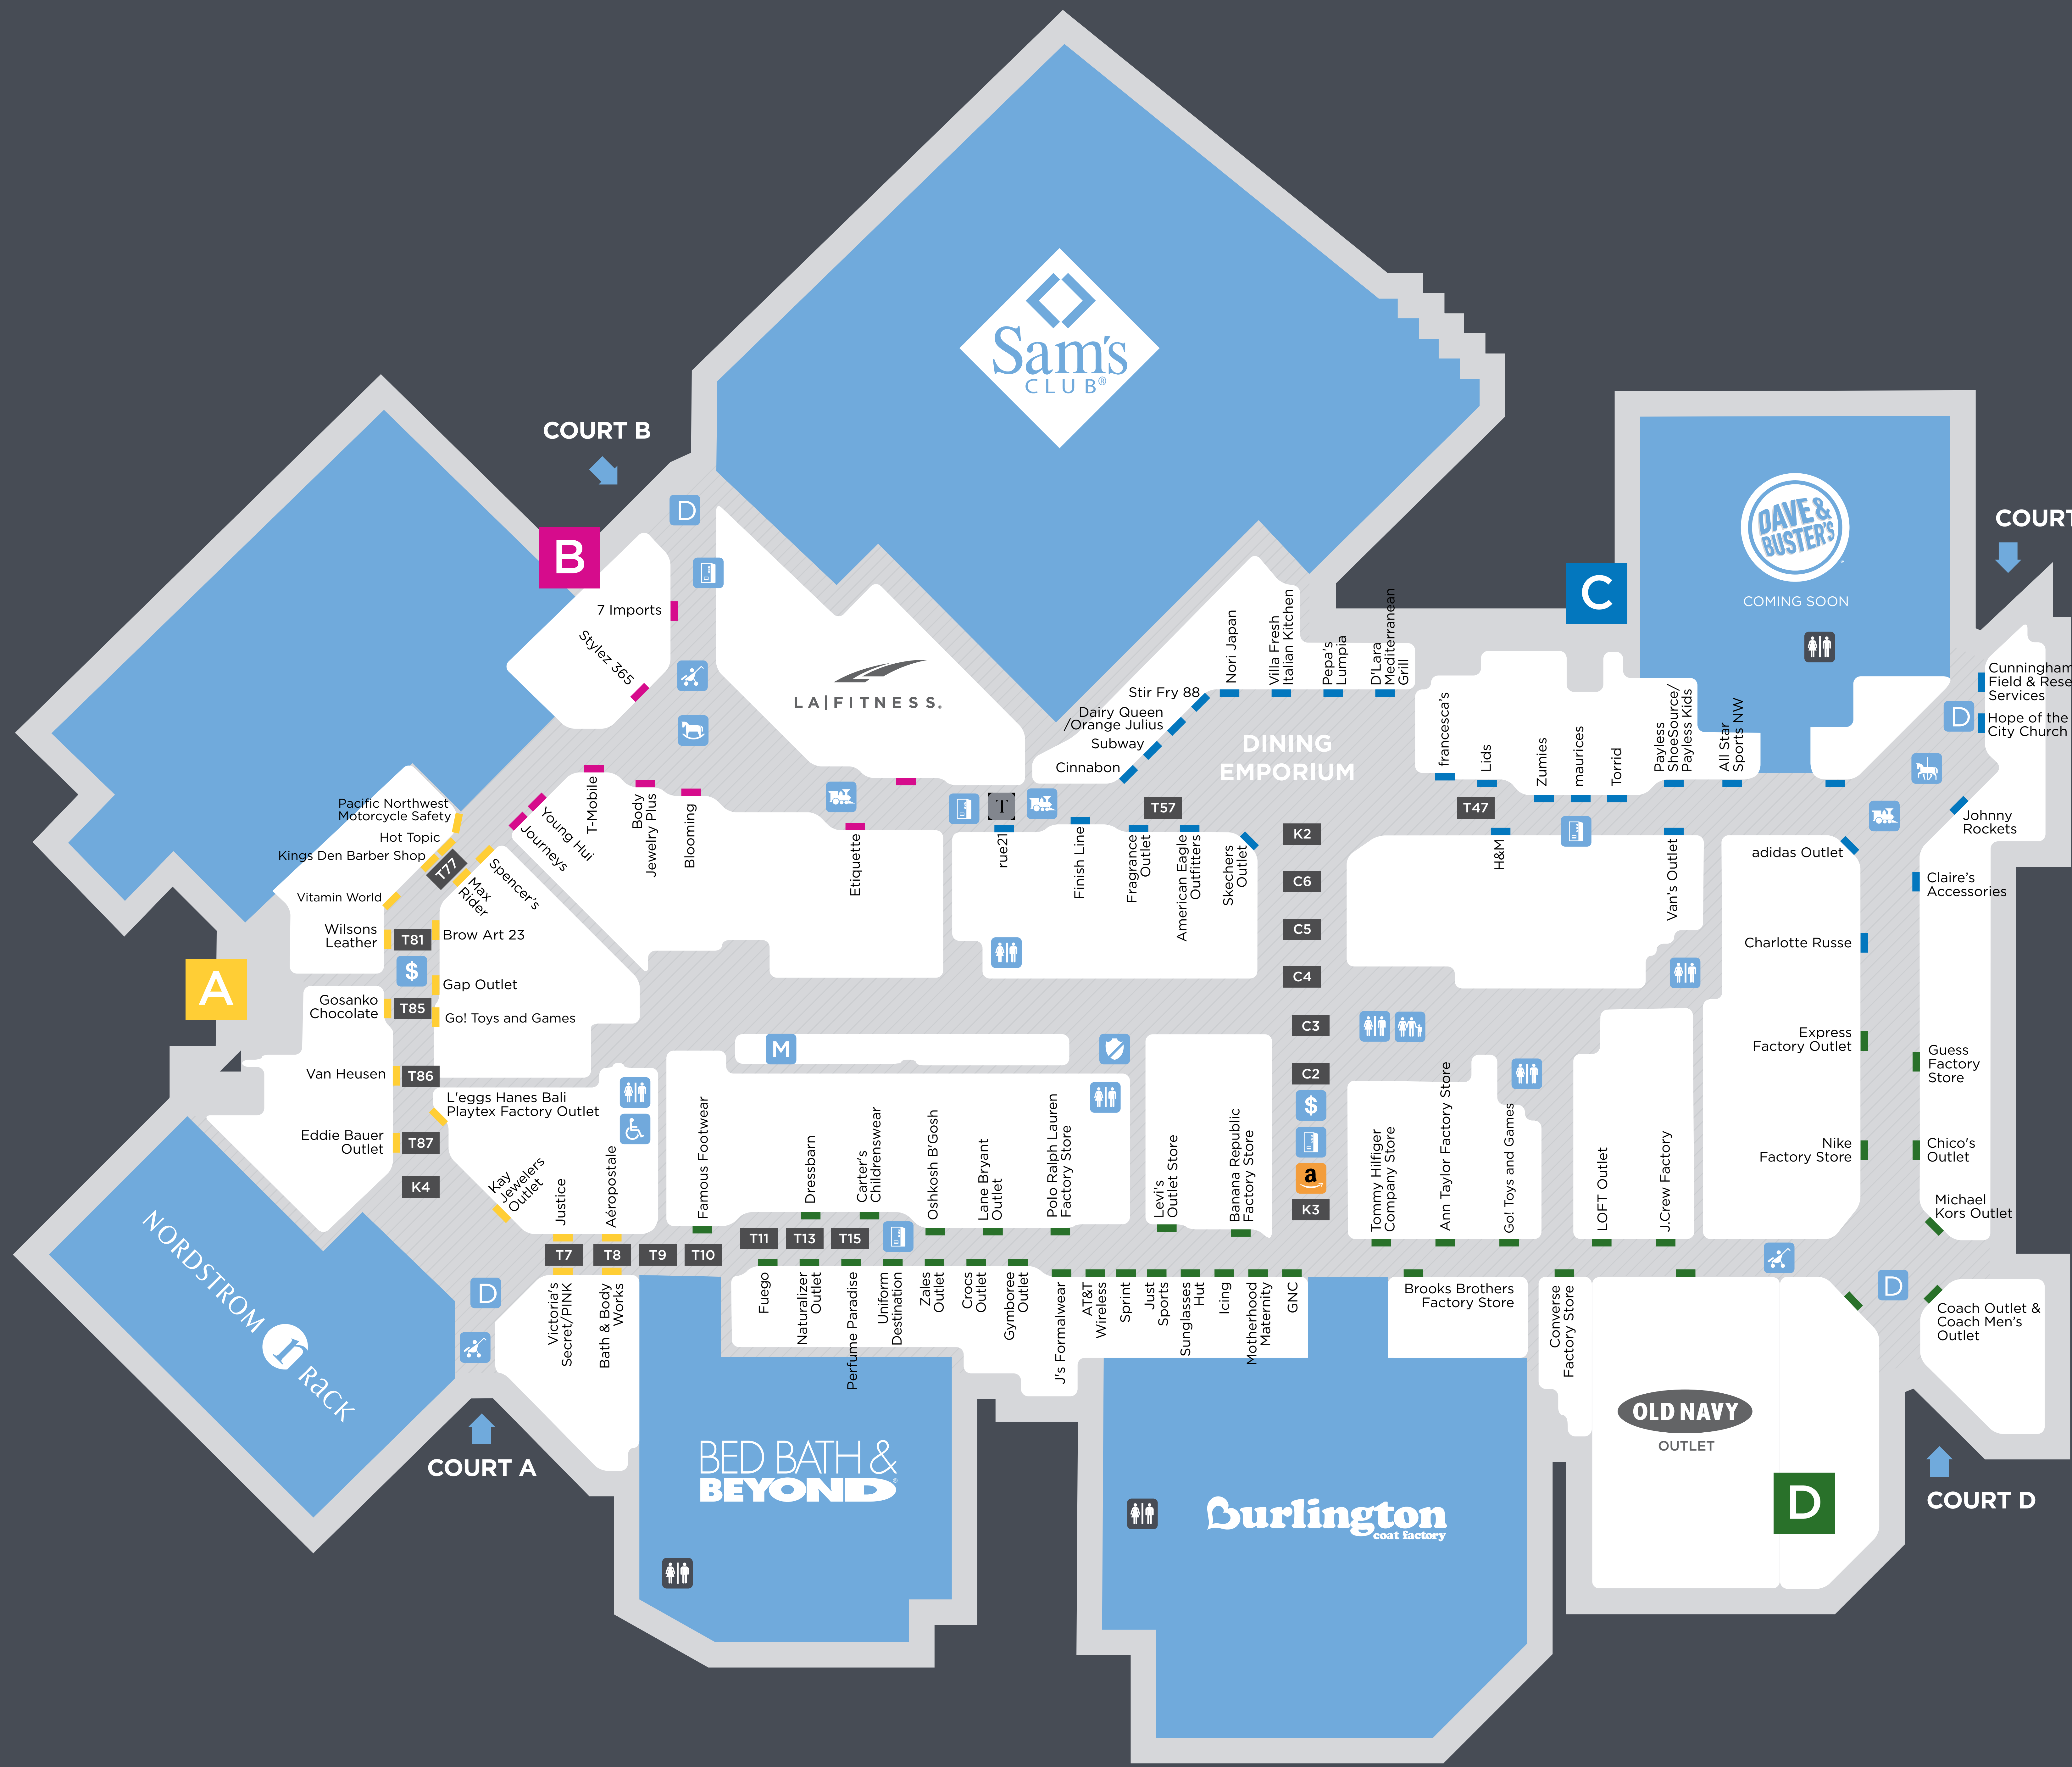 Sam's
CLUB®
COURT B
D
B
7 Imports
Stylez 365
LA|FITNESS®
DAVE &
BUSTER'S
COMING SOON
C
COURT
Cunningham
Field & Rese
Services
D
Hope of the
City Church
Nori Japan
Villa Fresh
Italian Kitchen
Pepa's
Lumpia
D'Lara
Mediterranean
Grill
Stir Fry 88
Dairy Queen
/Orange Julius
Subway
Cinnabon
DINING
EMPORIUM
francesca's
Lids
Zumies
maurices
Torrid
Payless
ShoeSource/
Payless Kids
All Star
Sports NW
Pacific Northwest
Motorcycle Safety
Hot Topic
Kings Den Barber Shop
T77
Max
Rider
Spencer's
Journeys
Young Hui
T-Mobile
Body
Jewelry Plus
Blooming
Etiquette
T
rue21
Finish Line
Fragrance
Outlet
T57
American Eagle
Outfitters
Skechers
Outlet
K2
C6
C5
C4
C3
C2
T47
H&M
Van's Outlet
adidas Outlet
Johnny
Rockets
Claire's
Accessories
Charlotte Russe
Vitamin World
Wilsons
Leather
T81
Brow Art 23
$
A
Gosanko
Chocolate
T85
Gap Outlet
Go! Toys and Games
Van Heusen
T86
L'eggs Hanes Bali
Playtex Factory Outlet
Eddie Bauer
Outlet
T87
K4
Kay
Jewelers
Outlet
Justice
Aéropostale
M
Famous Footwear
Dressbarn
Carter's
Childrenswear
Oshkosh B'Gosh
Lane Bryant
Outlet
Polo Ralph Lauren
Factory Store
Levi's
Outlet Store
Banana Republic
Factory Store
$
a
K3
Tommy Hilfiger
Company Store
Ann Taylor Factory Store
Go! Toys and Games
LOFT Outlet
J.Crew Factory
Express
Factory Outlet
Guess
Factory
Store
Nike
Factory Store
Chico's
Outlet
Michael
Kors Outlet
T7
T8
T9
T10
T11
T13
T15
NORDSTROM
r
RACK
D
COURT A
Victoria's
Secret/PINK
Bath & Body
Works
Fuego
Naturalizer
Outlet
Perfume Paradise
Uniform
Destination
Zales
Outlet
Crocs
Outlet
Gymboree
Outlet
J's Formalwear
AT&T
Wireless
Sprint
Just
Sports
Sunglasses
Hut
Icing
Motherhood
Maternity
GNC
Brooks Brothers
Factory Store
Converse
Factory Store
D
Coach Outlet &
Coach Men's
Outlet
OLD NAVY
OUTLET
D
COURT D
BED BATH &
BEYOND®
Burlington
coat factory